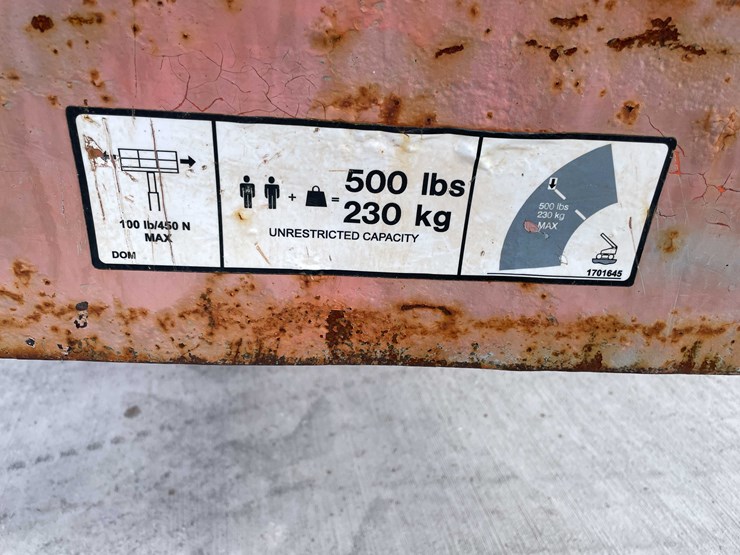 100 lb/450 N
MAX
DOM
+ = 500 lbs
230 kg
UNRESTRICTED CAPACITY
500 lbs
230 kg
MAX
1701645